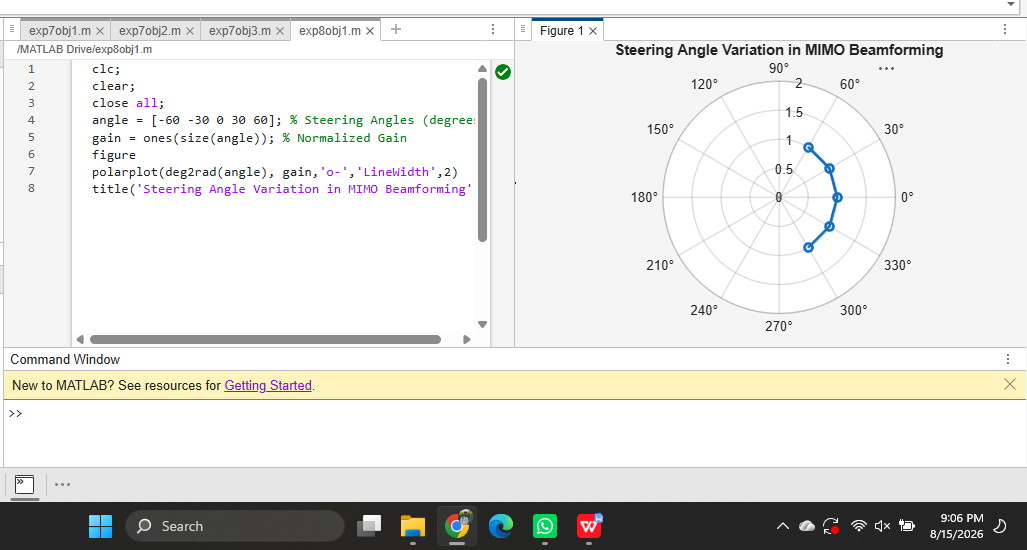 exp7obj1.m × exp7obj2.m × exp7obj3.m × exp8obj1.m × +
/MATLAB Drive/exp8obj1.m
1 clc;
2 clear;
3 close all;
4 angle = [-60 -30 0 30 60]; % Steering Angles (degree
5 gain = ones(size(angle)); % Normalized Gain
6 figure
7 polarplot(deg2rad(angle), gain,'o-','LineWidth',2)
8 title('Steering Angle Variation in MIMO Beamforming'
Figure 1 ×
Steering Angle Variation in MIMO Beamforming
90°
120° 2 60°
1.5
150° 1 30°
0.5
180° 0 0°
210° 330°
240° 300°
270°
Command Window
New to MATLAB? See resources for Getting Started.
>>
Search
9:06 PM
8/15/2026